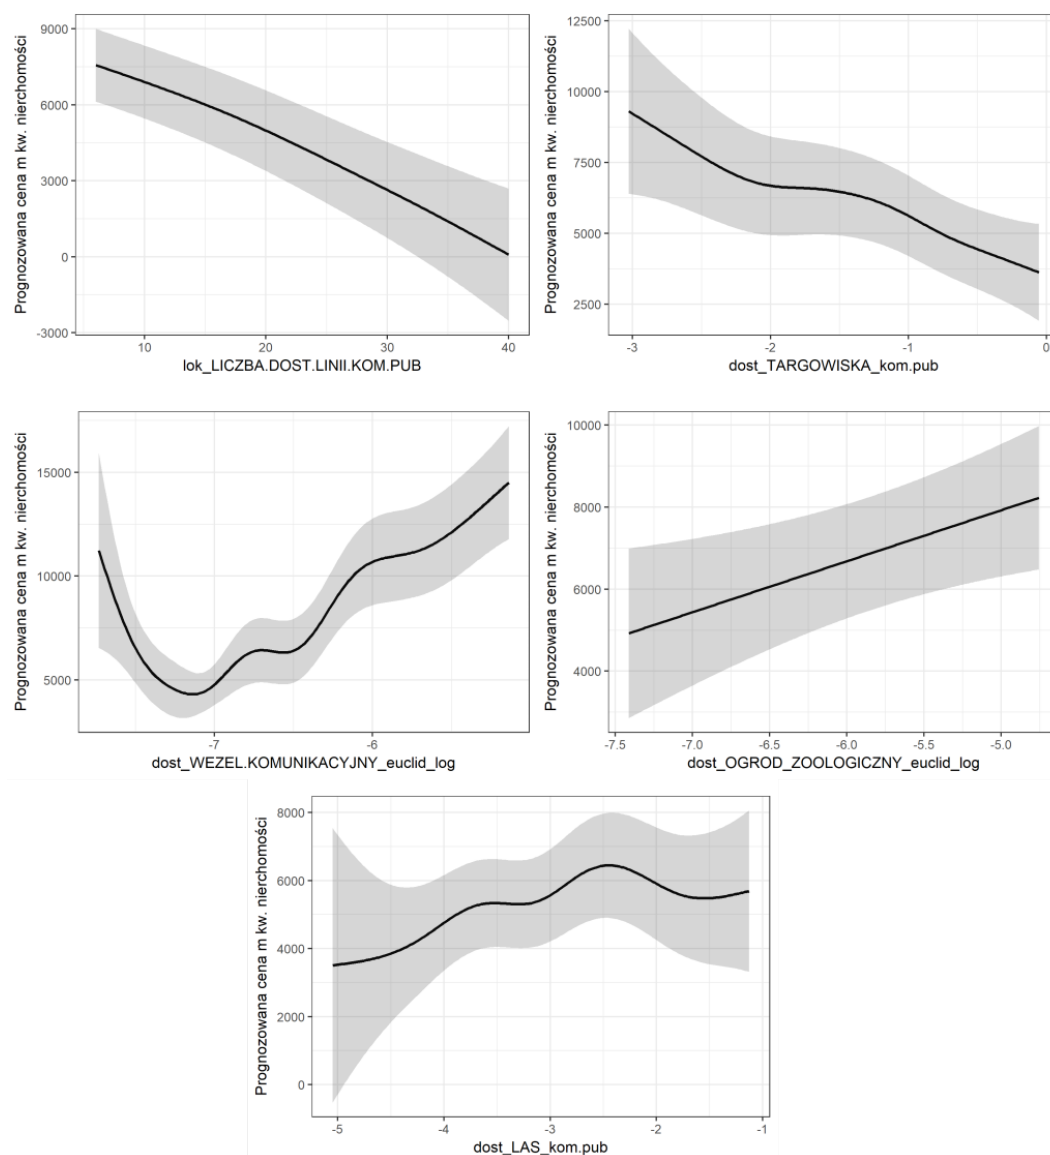 Prognozowana cena m kw. nierchomości
9000
6000
3000
0
-3000
10 20 30 40
lok_LICZBA.DOST.LINII.KOM.PUB
Prognozowana cena m kw. nierchomości
12500
10000
7500
5000
2500
-3 -2 -1 0
dost_TARGOWISKA_kom.pub
Prognozowana cena m kw. nierchomości
15000
10000
5000
-7 -6
dost_WEZEL.KOMUNIKACYJNY_euclid_log
Prognozowana cena m kw. nierchomości
10000
8000
6000
4000
-7.5 -7.0 -6.5 -6.0 -5.5 -5.0
dost_OGROD_ZOOLOGICZNY_euclid_log
Prognozowana cena m kw. nierchomości
8000
6000
4000
2000
0
-5 -4 -3 -2 -1
dost_LAS_kom.pub